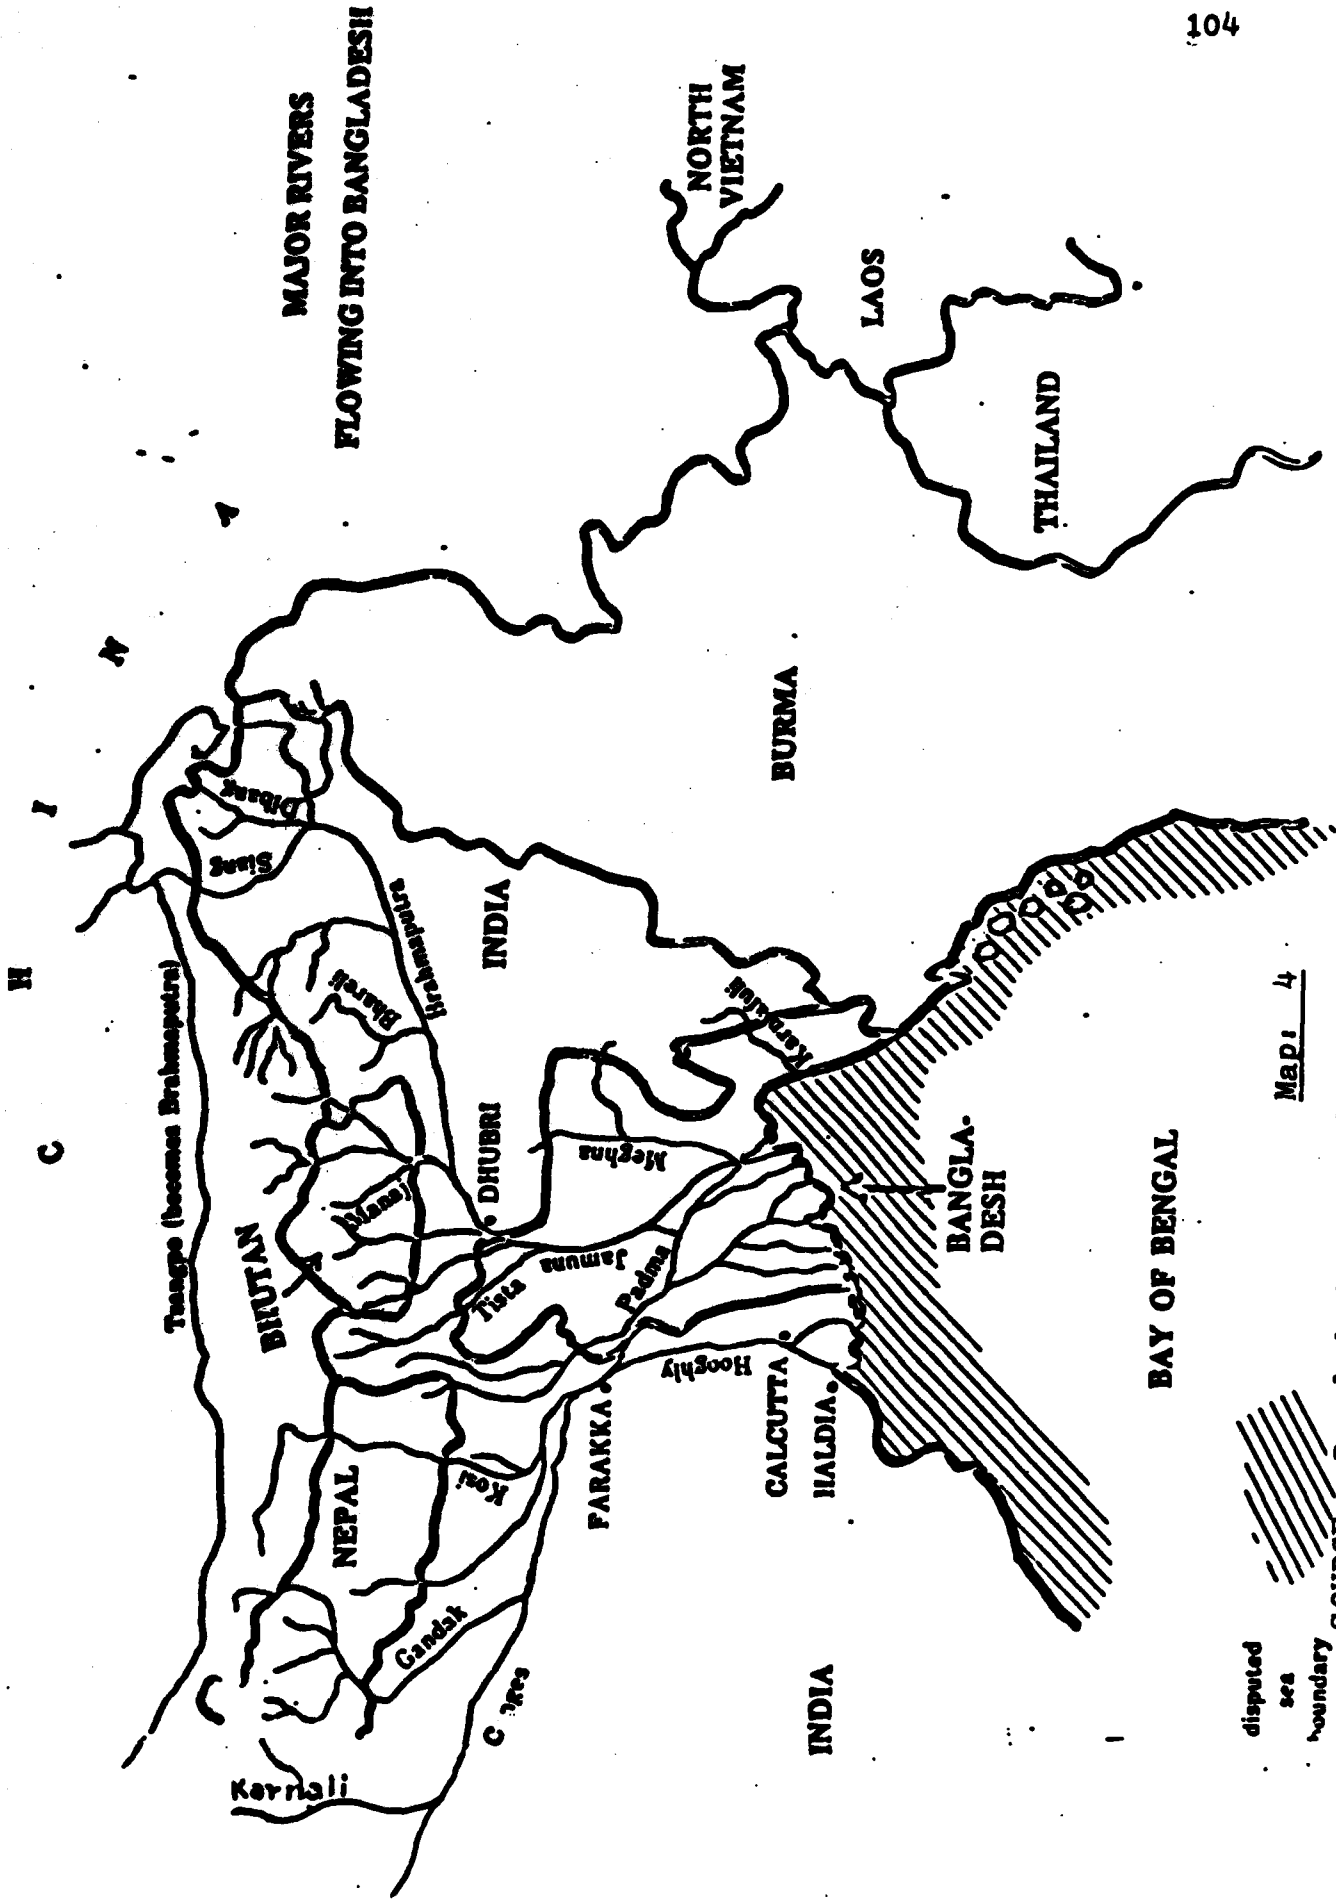 104
MAJOR RIVERS
FLOWING INTO BANGLADESH
C H I N A
Tsangpo (becomes Brahmaputra)
Siang
Dibang
Brahmaputra
Bhareli
Manas
BHUTAN
NEPAL
Karnali
Gandak
Kosi
INDIA
DHUBRI
Tista
Jamuna
Meghna
Padma
Hooghly
FARAKKA
CALCUTTA
HALDIA
Karnafuli
BURMA
NORTH
VIETNAM
LAOS
THAILAND
INDIA
BANGLA-
DESH
BAY OF BENGAL
Map: 4
disputed
sea
boundary